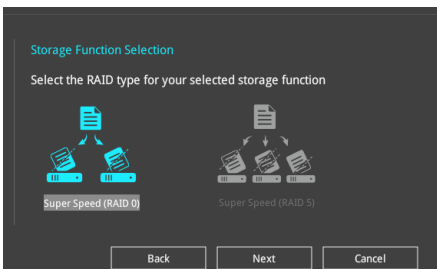 Storage Function Selection
Select the RAID type for your selected storage function
Super Speed (RAID 0)
Super Speed (RAID 5)
Back
Next
Cancel